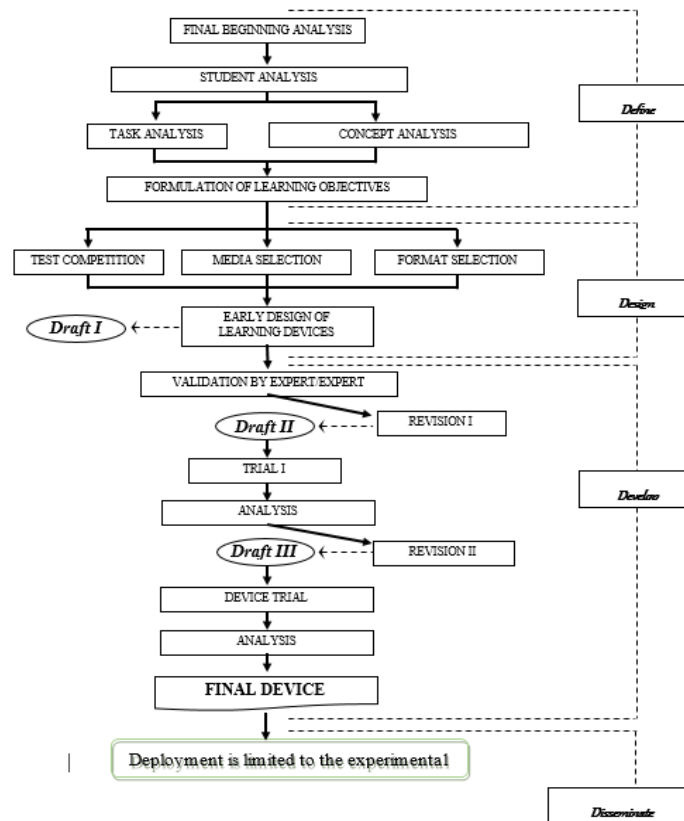 FINAL BEGINNING ANALYSIS
STUDENT ANALYSIS
Define
TASK ANALYSIS
CONCEPT ANALYSIS
FORMULATION OF LEARNING OBJECTIVES
TEST COMPETITION
MEDIA SELECTION
FORMAT SELECTION
Design
Draft I
EARLY DESIGN OF
LEARNING DEVICES
VALIDATION BY EXPERT/EXPERT
Draft II
REVISION I
TRIAL I
Develop
ANALYSIS
Draft III
REVISION II
DEVICE TRIAL
ANALYSIS
FINAL DEVICE
Deployment is limited to the experimental
Disseminate